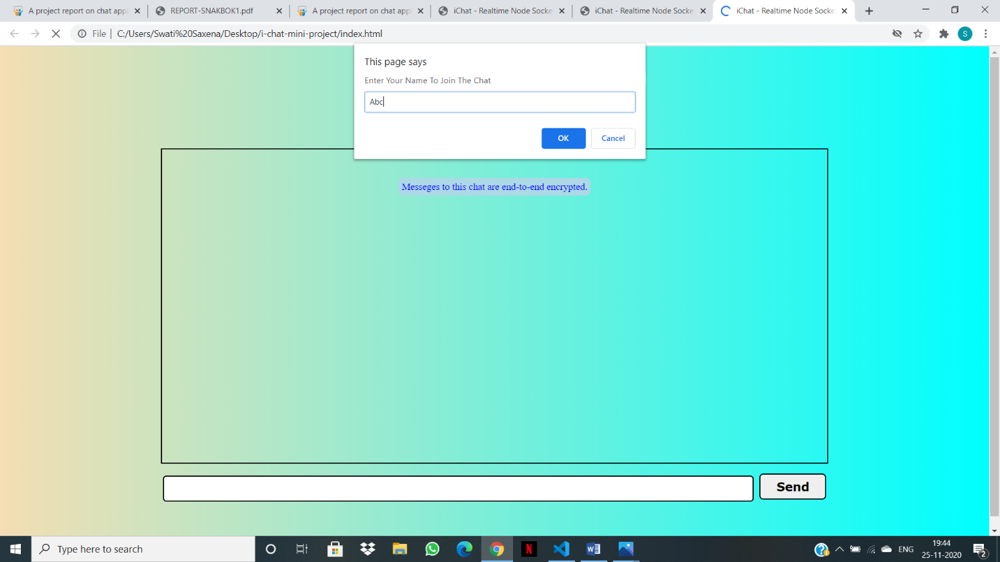 A project report on chat appl
REPORT-SNAKBOK1.pdf
A project report on chat appl
iChat - Realtime Node Socke
iChat - Realtime Node Socke
iChat - Realtime Node Socke
File
C:/Users/Swati%20Saxena/Desktop/i-chat-mini-project/index.html
S
This page says
Enter Your Name To Join The Chat
Abc
OK
Cancel
Messeges to this chat are end-to-end encrypted.
Send
Type here to search
N
W
ENG
19:44
25-11-2020
2